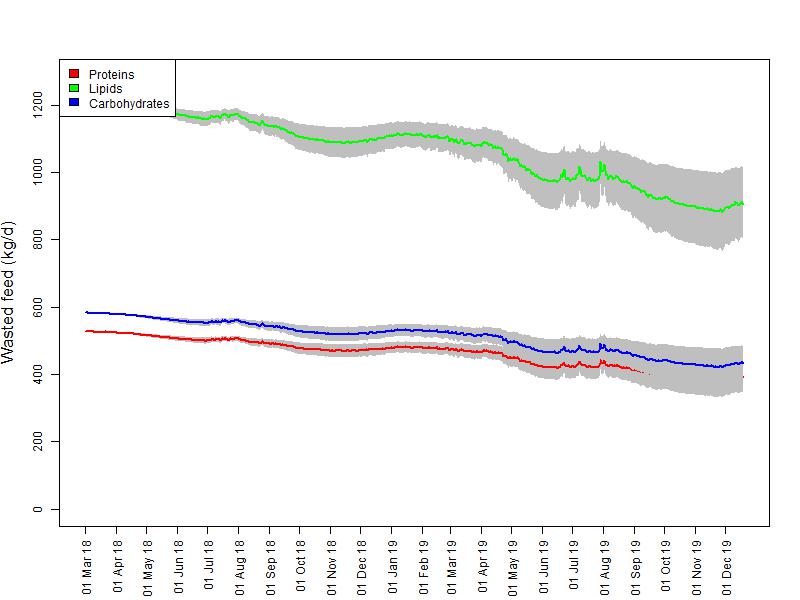 Proteins
Lipids
Carbohydrates
Wasted feed (kg/d)
1200
1000
800
600
400
200
0
01 Mar 18
01 Apr 18
01 May 18
01 Jun 18
01 Jul 18
01 Aug 18
01 Sep 18
01 Oct 18
01 Nov 18
01 Dec 18
01 Jan 19
01 Feb 19
01 Mar 19
01 Apr 19
01 May 19
01 Jun 19
01 Jul 19
01 Aug 19
01 Sep 19
01 Oct 19
01 Nov 19
01 Dec 19